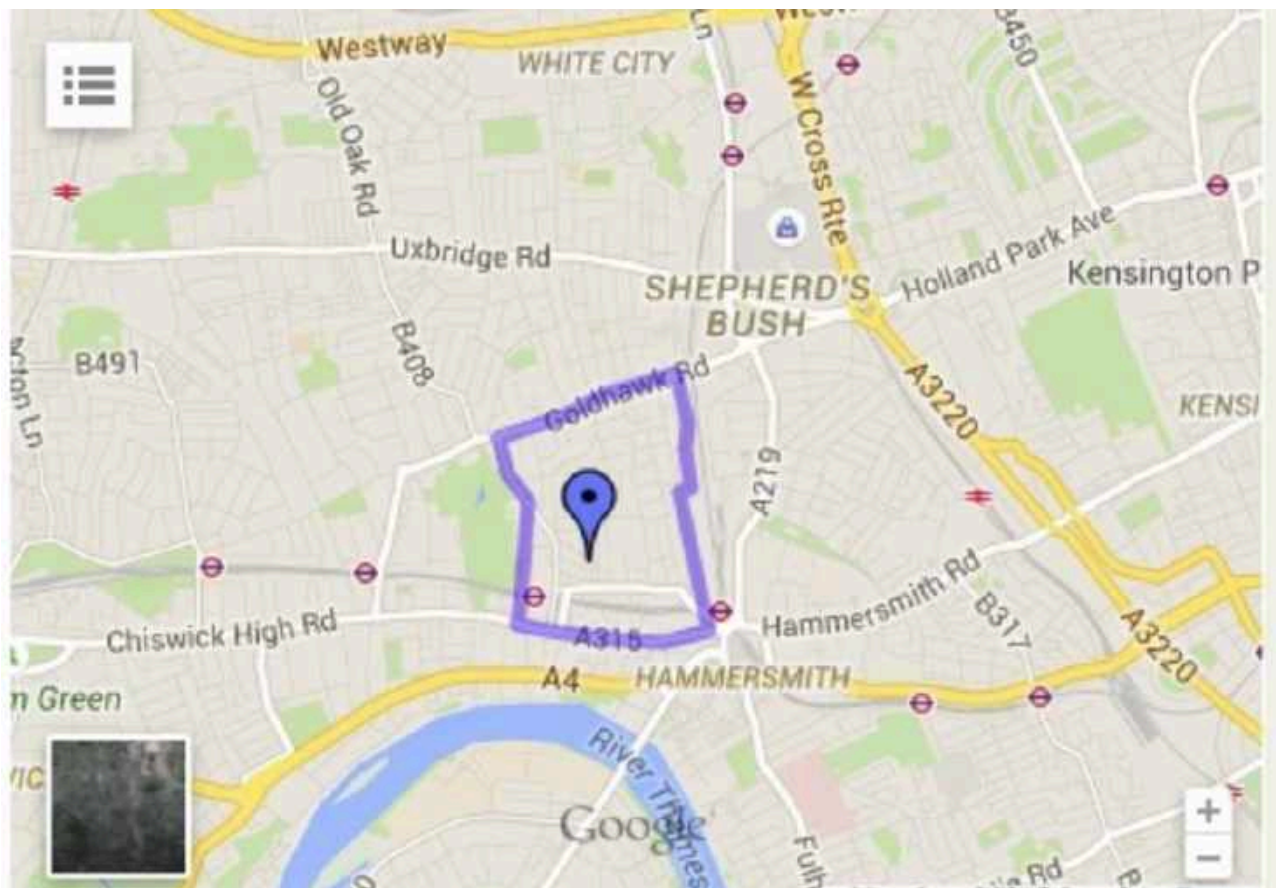 Westway
WHITE CITY
Old Oak Rd
W Cross Rte
B450
Uxbridge Rd
Holland Park Ave
Kensington P
SHEPHERD'S
BUSH
B491
B408
Goldhawk Rd
A3220
KENSI
A219
Chiswick High Rd
A315
Hammersmith Rd
B317
A3220
A4
HAMMERSMITH
Green
River Thames
Google
+
−